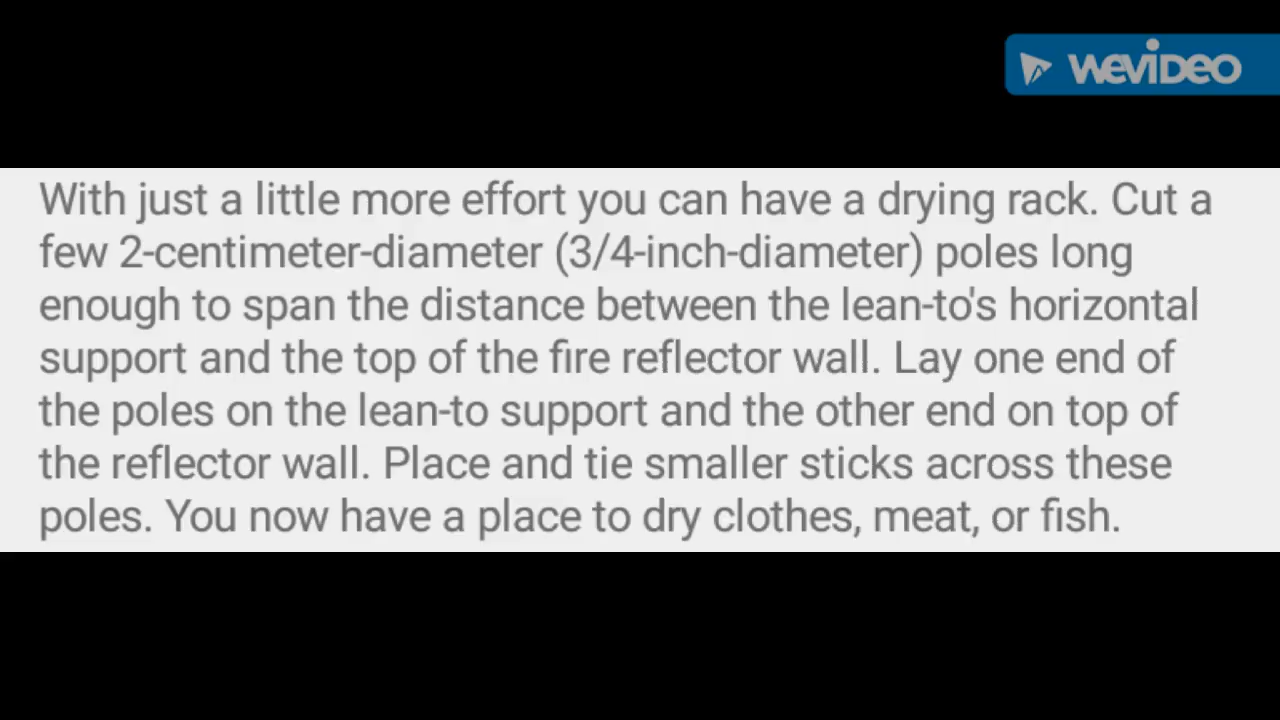 WEVIDEO
With just a little more effort you can have a drying rack. Cut a
few 2-centimeter-diameter (3/4-inch-diameter) poles long
enough to span the distance between the lean-to's horizontal
support and the top of the fire reflector wall. Lay one end of
the poles on the lean-to support and the other end on top of
the reflector wall. Place and tie smaller sticks across these
poles. You now have a place to dry clothes, meat, or fish.